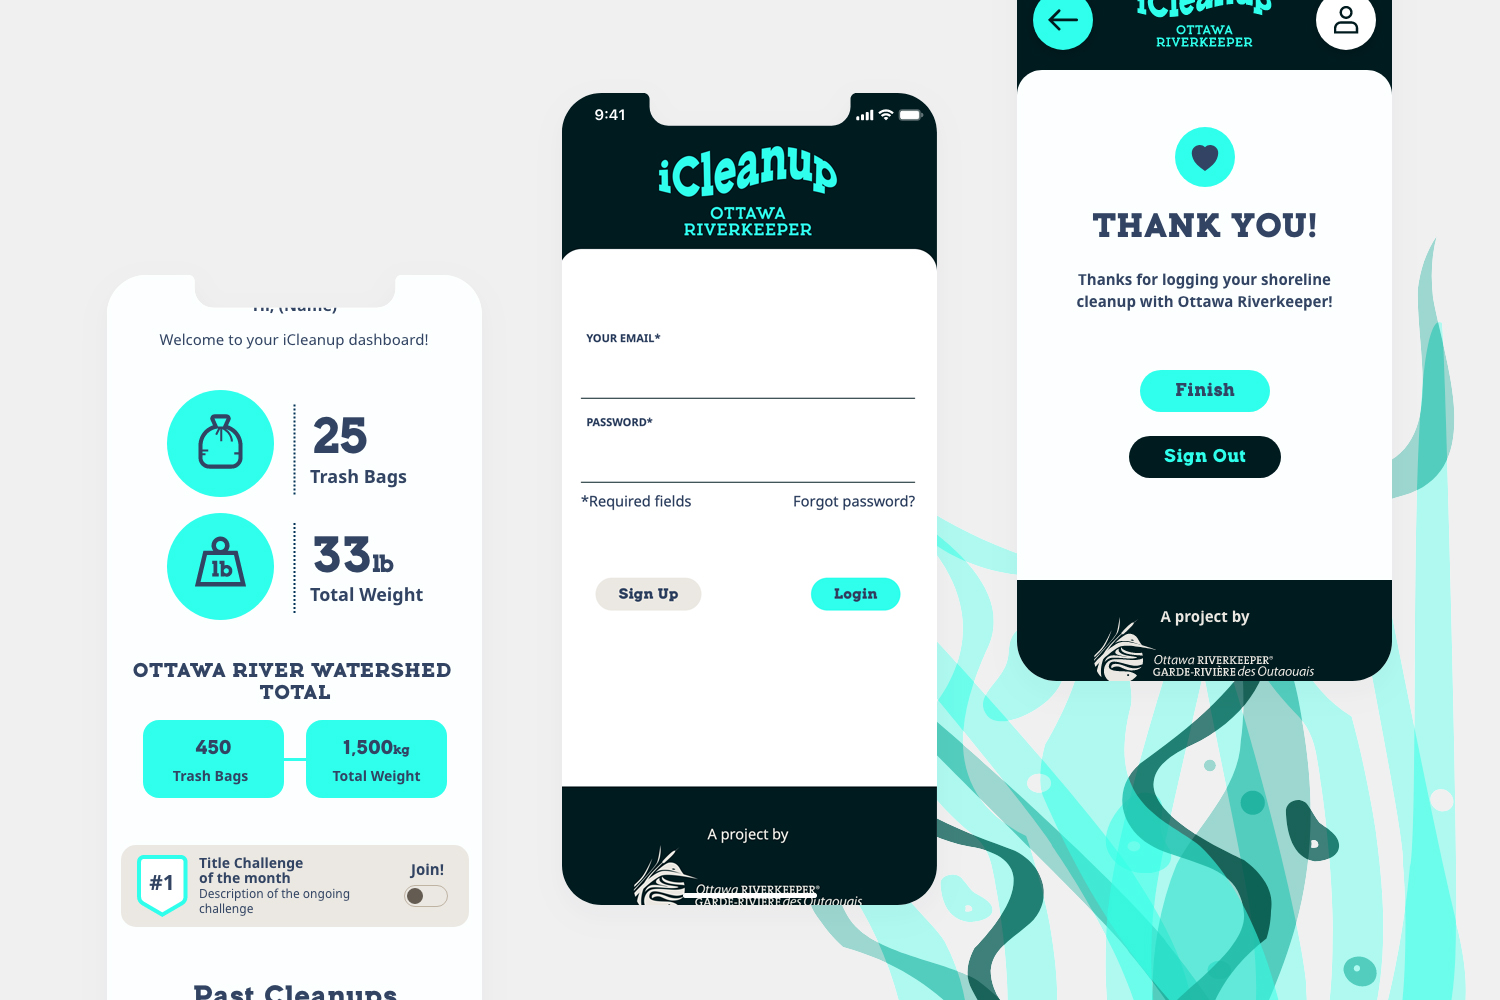 Hi, (Name)
Welcome to your iCleanup dashboard!
25
Trash Bags
lb
33lb
Total Weight
OTTAWA RIVER WATERSHED
TOTAL
450
Trash Bags
1,500kg
Total Weight
#1
Title Challenge
of the month
Description of the ongoing
challenge
Join!
Past Cleanups
9:41
iCleanup
OTTAWA
RIVERKEEPER
YOUR EMAIL*
PASSWORD*
*Required fields
Forgot password?
Sign Up
Login
A project by
Ottawa RIVERKEEPER®
GARDE-RIVIÈRE des Outaouais
iCleanup
OTTAWA
RIVERKEEPER
THANK YOU!
Thanks for logging your shoreline
cleanup with Ottawa Riverkeeper!
Finish
Sign Out
A project by
Ottawa RIVERKEEPER®
GARDE-RIVIÈRE des Outaouais